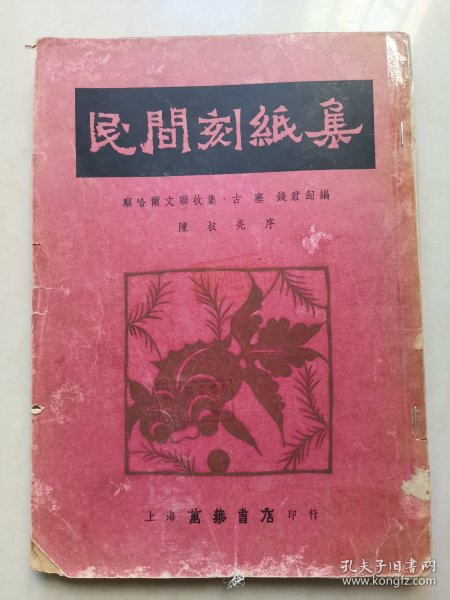 民間刻紙集
察哈爾文聯收集·古塞 錢君匋編
陳叔亮序
上海萬葉書店印行
孔夫子旧书网
www.kongfz.com